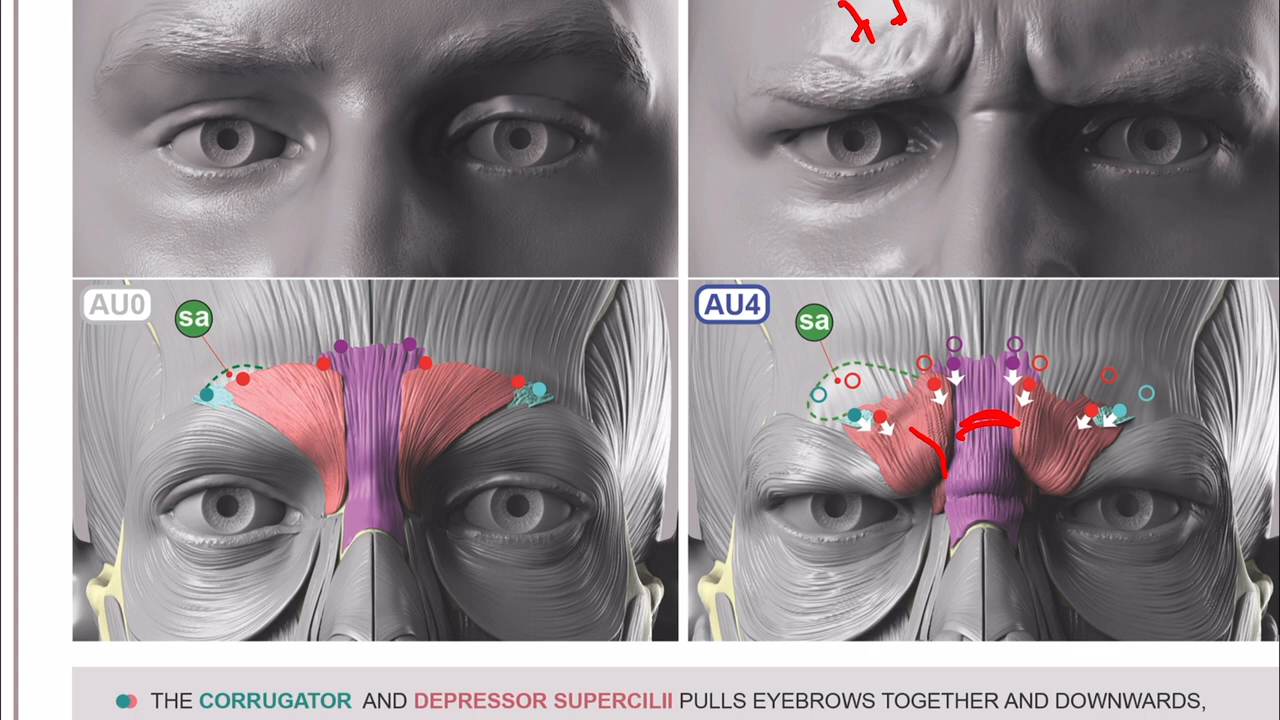 AU0
sa
AU4
sa
THE CORRUGATOR AND DEPRESSOR SUPERCILII PULLS EYEBROWS TOGETHER AND DOWNWARDS,